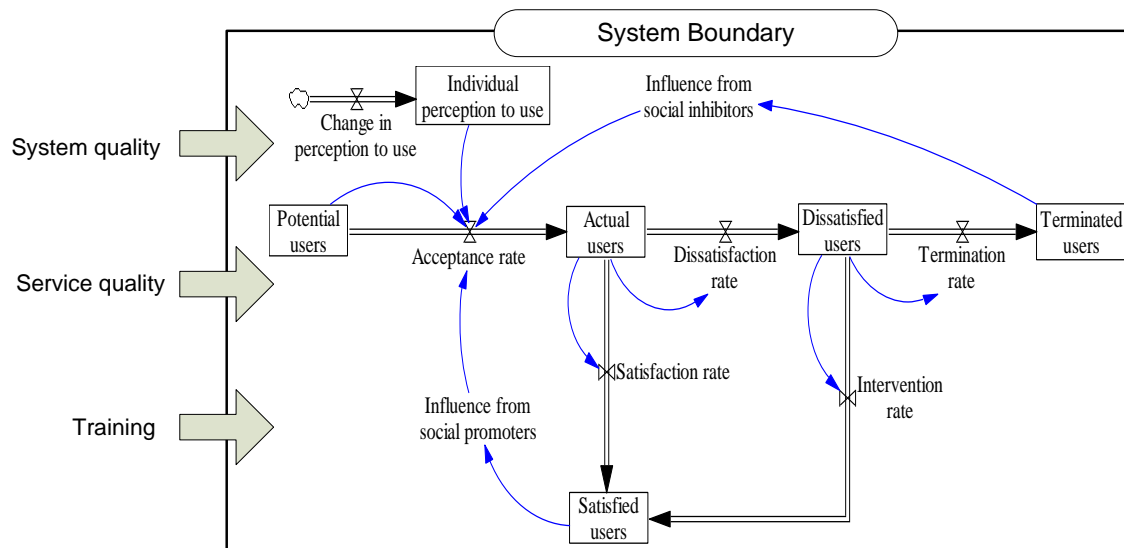 System Boundary
Individual
perception to use
Change in
perception to use
Influence from
social inhibitors
System quality
Potential
users
Acceptance rate
Actual
users
Dissatisfaction
rate
Dissatisfied
users
Termination
rate
Terminated
users
Service quality
Satisfaction rate
Intervention
rate
Training
Influence from
social promoters
Satisfied
users